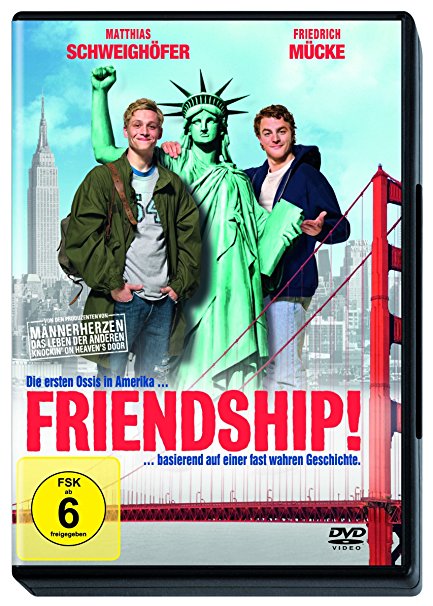 MATTHIAS
SCHWEIGHÖFER
FRIEDRICH
MÜCKE
VON DEN PRODUZENTEN VON
MÄNNERHERZEN
DAS LEBEN DER ANDEREN
KNOCKIN' ON HEAVEN'S DOOR
Die ersten Ossis in Amerika ...
FRIENDSHIP!
... basierend auf einer fast wahren Geschichte.
FSK
ab
6
freigegeben
DVD
VIDEO